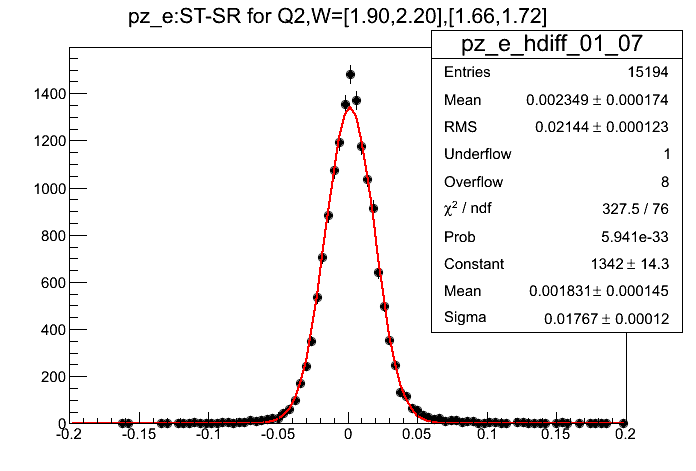 pz_e:ST-SR for Q2,W=[1.90,2.20],[1.66,1.72]
pz_e_hdiff_01_07
Entries 15194
Mean 0.002349 ± 0.000174
RMS 0.02144 ± 0.000123
Underflow 1
Overflow 8
χ² / ndf 327.5 / 76
Prob 5.941e-33
Constant 1342 ± 14.3
Mean 0.001831 ± 0.000145
Sigma 0.01767 ± 0.00012
1400
1200
1000
800
600
400
200
0
-0.2 -0.15 -0.1 -0.05 0 0.05 0.1 0.15 0.2